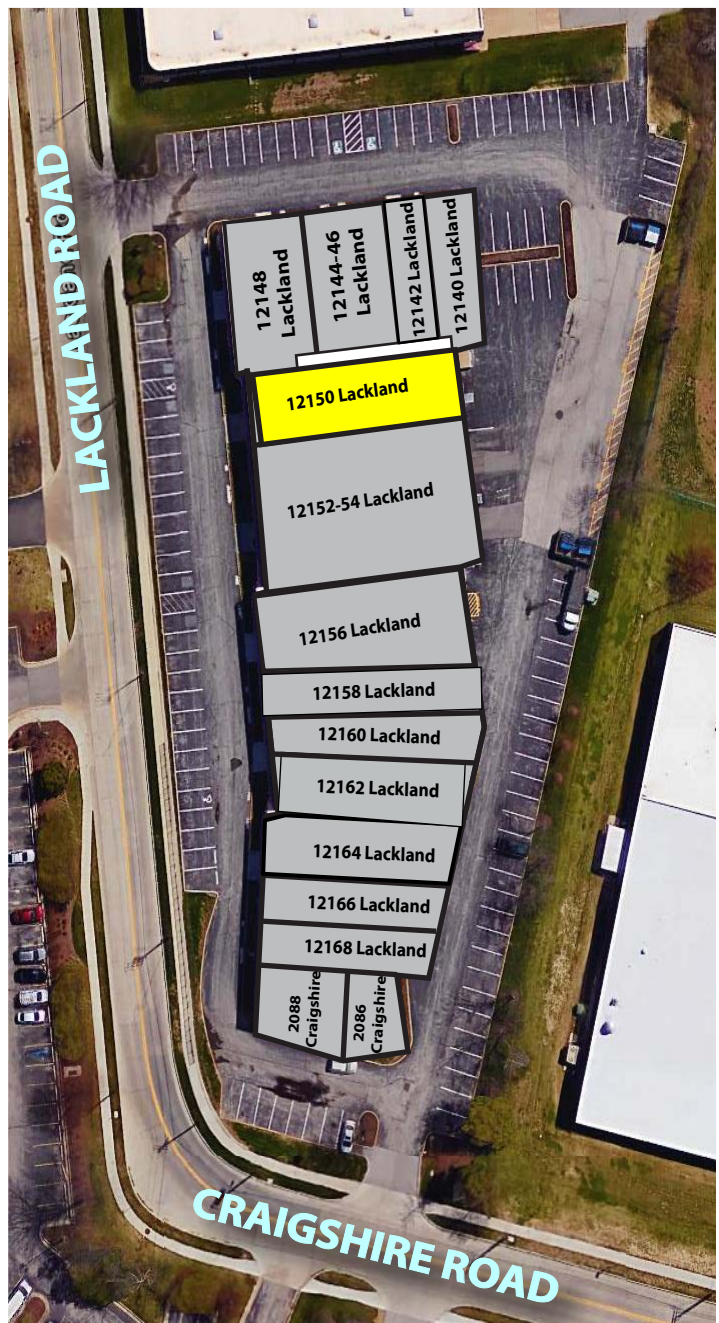 LACKLAND ROAD
12148
Lackland
12144-46
Lackland
12142 Lackland
12140 Lackland
12150 Lackland
12152-54 Lackland
12156 Lackland
12158 Lackland
12160 Lackland
12162 Lackland
12164 Lackland
12166 Lackland
12168 Lackland
2088
Craigshire
2086
Craigshire
CRAIGSHIRE ROAD